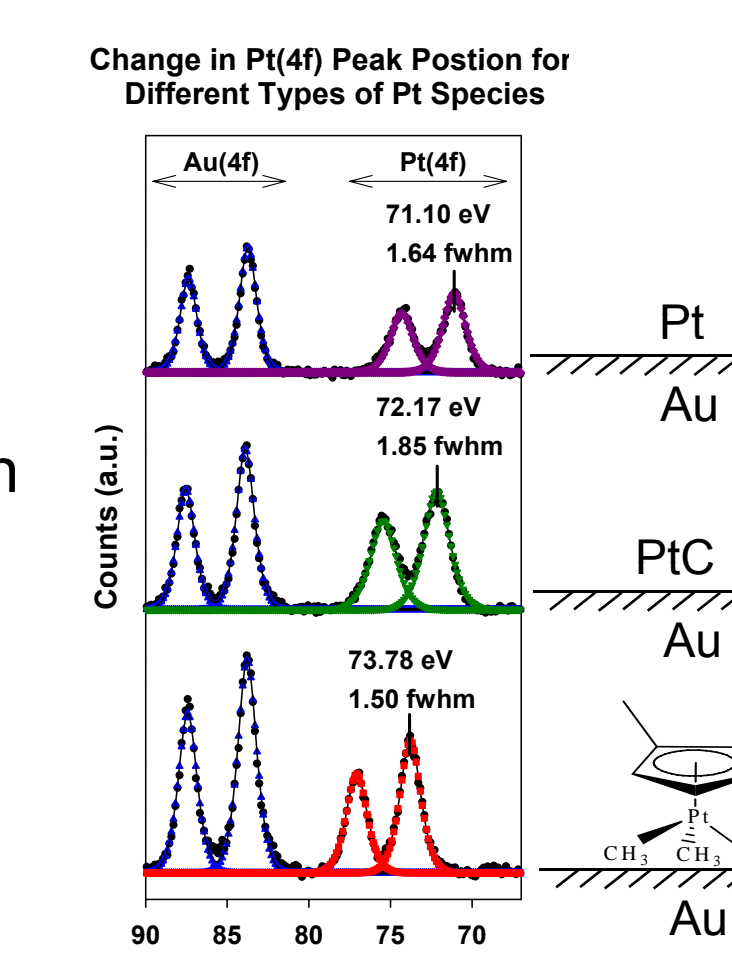 Change in Pt(4f) Peak Postion for
Different Types of Pt Species
Au(4f)
Pt(4f)
71.10 eV
1.64 fwhm
Pt
Au
72.17 eV
1.85 fwhm
n
Counts (a.u.)
PtC
Au
73.78 eV
1.50 fwhm
Pt
CH3
CH3
Au
90 85 80 75 70